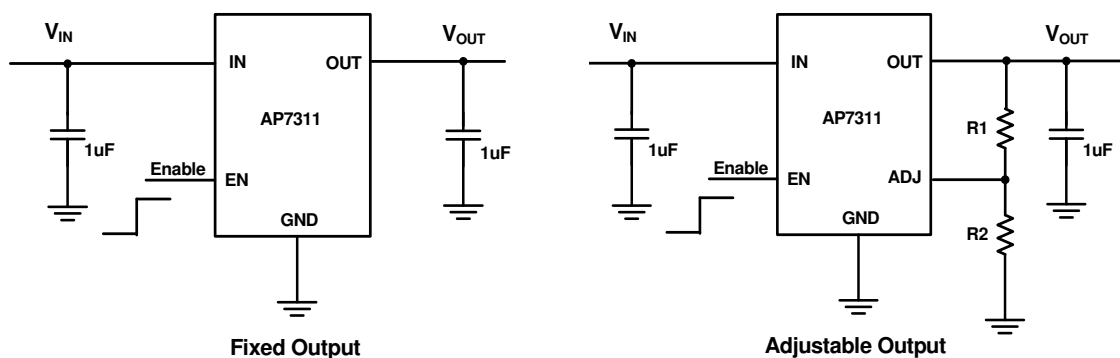 VIN
VOUT
IN
OUT
AP7311
1uF
1uF
Enable
EN
GND
Fixed Output
VIN
VOUT
IN
OUT
AP7311
R1
1uF
1uF
Enable
EN
ADJ
GND
R2
Adjustable Output